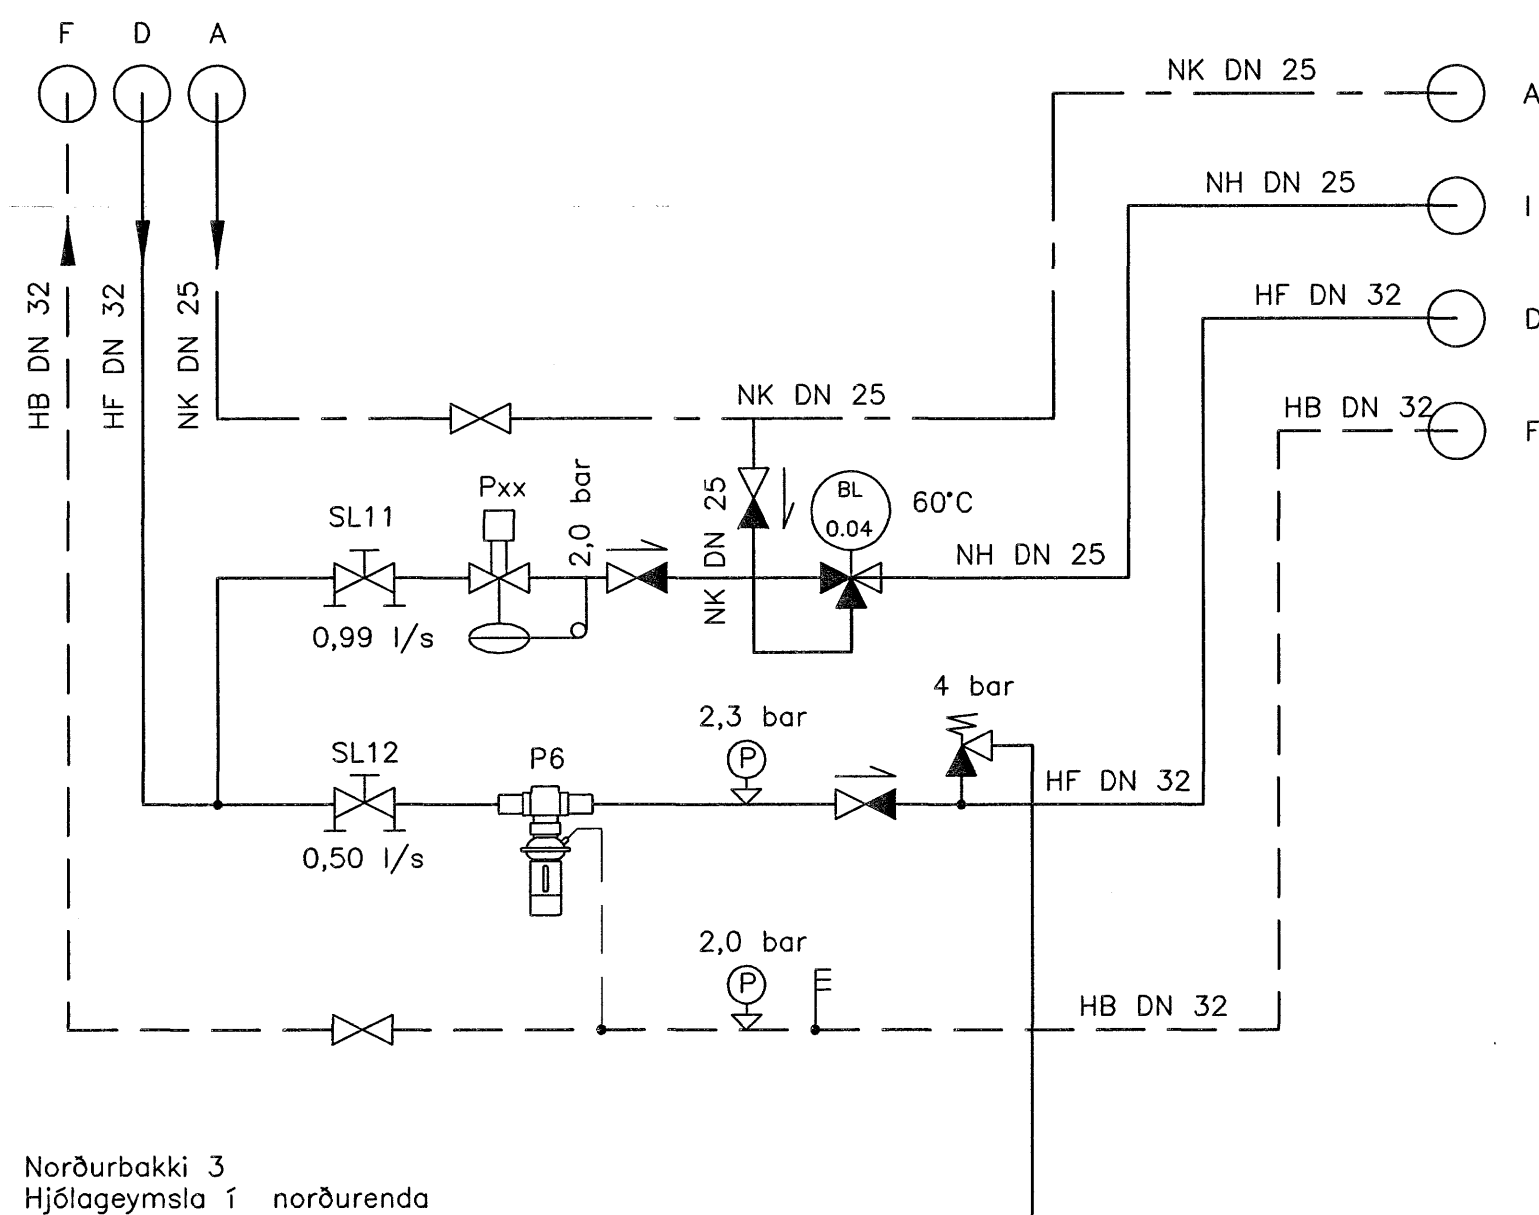 F D A
NK DN 25
A
NH DN 25
I
HF DN 32
D
HB DN 32
F
HB DN 32
HF DN 32
NK DN 25
NK DN 25
Pxx
2,0 bar
NK DN 25
BL
0.04
60°C
SL11
NH DN 25
0,99 l/s
4 bar
2,3 bar
SL12
P6
P
HF DN 32
0,50 l/s
2,0 bar
P
HB DN 32
Norðurbakki 3
Hjólageymsla í norðurenda